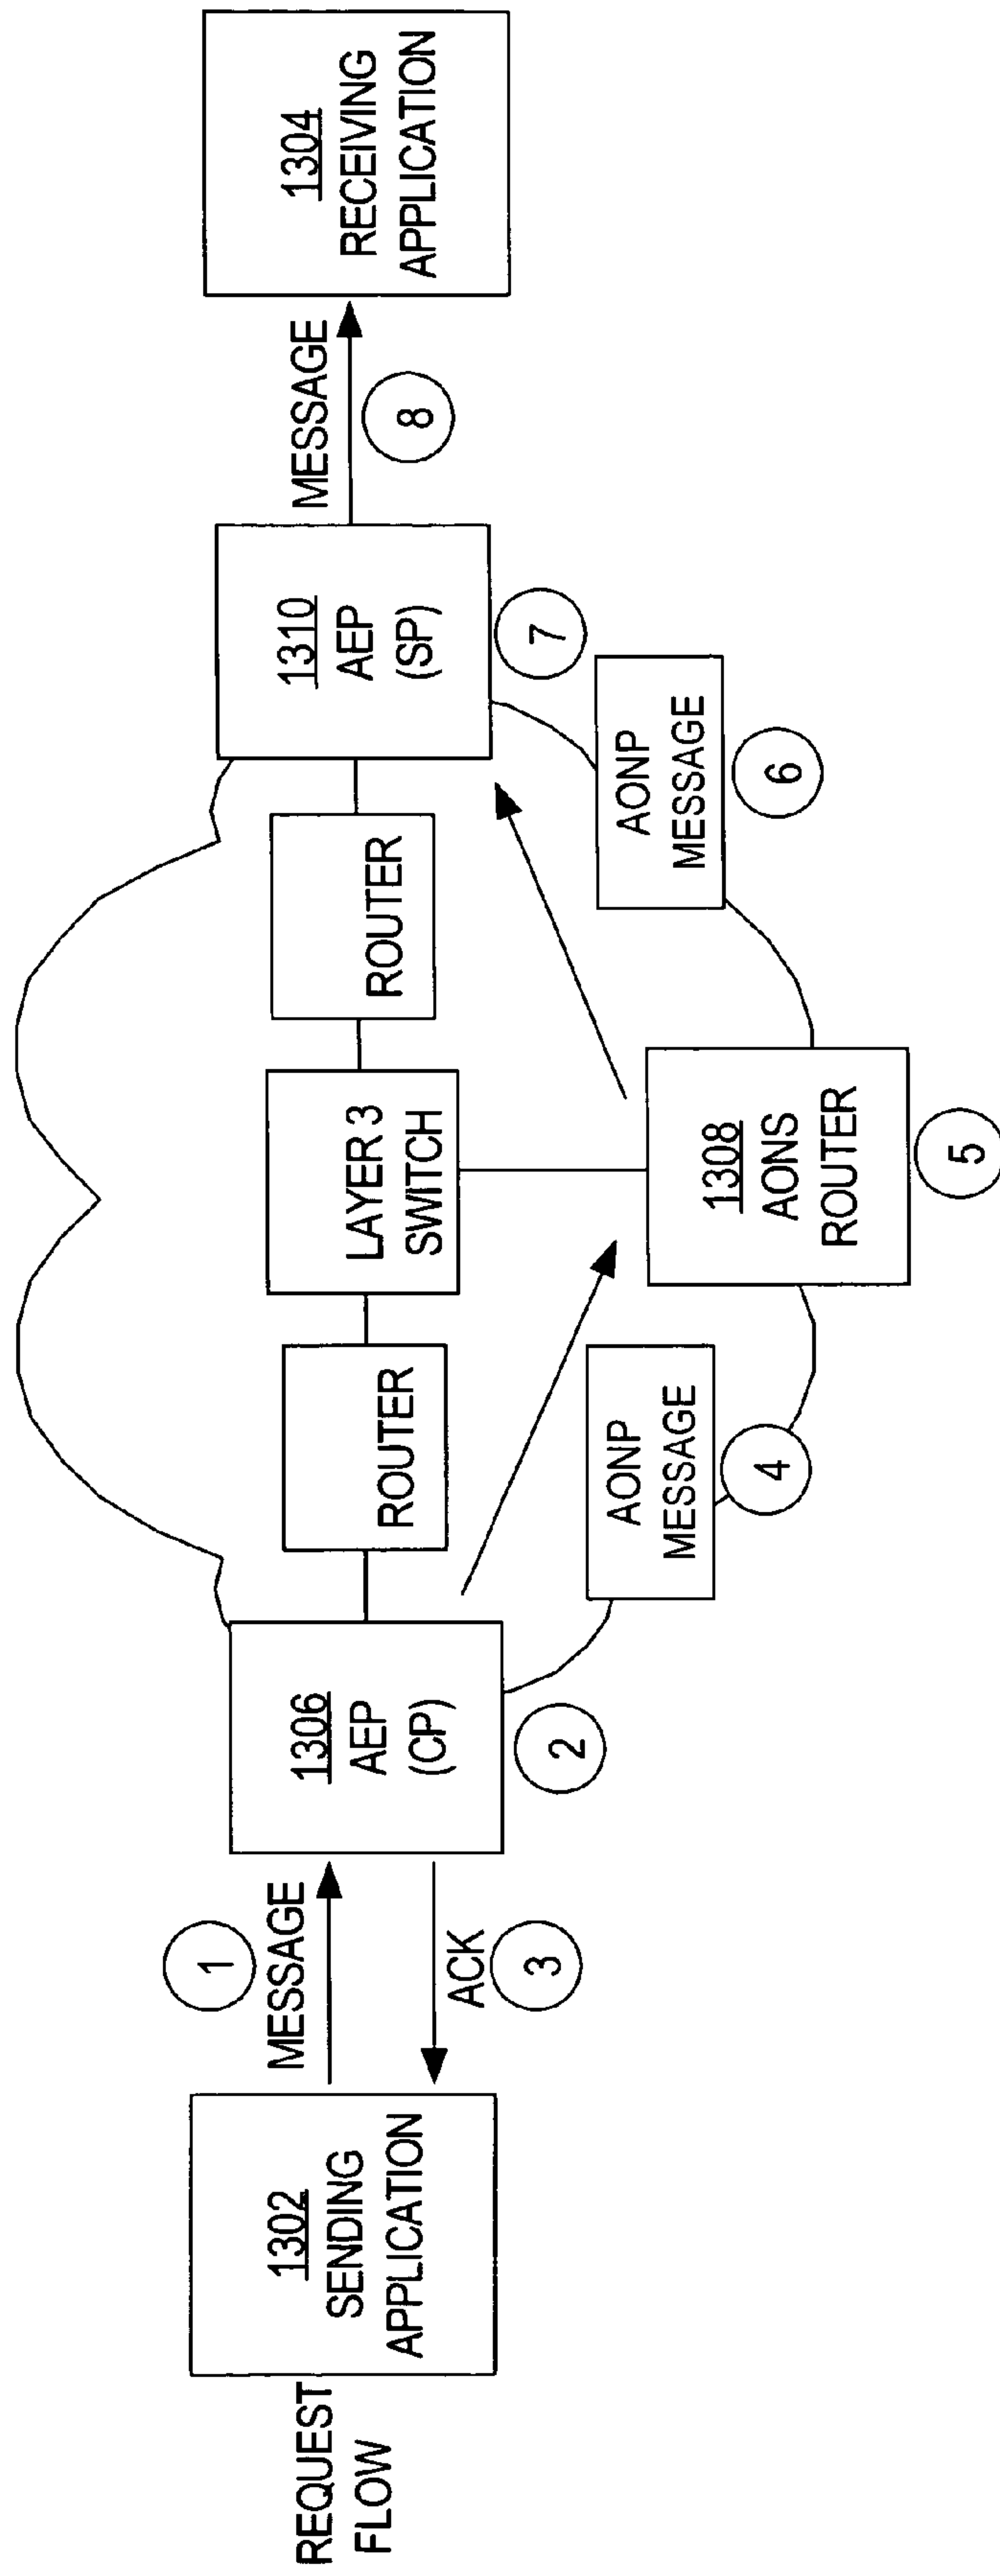 REQUEST
FLOW
1302
SENDING
APPLICATION
1
MESSAGE
ACK
3
1306
AEP
(CP)
2
ROUTER
AONP
MESSAGE
4
LAYER 3
SWITCH
1308
AONS
ROUTER
5
ROUTER
AONP
MESSAGE
6
1310
AEP
(SP)
7
MESSAGE
8
1304
RECEIVING
APPLICATION